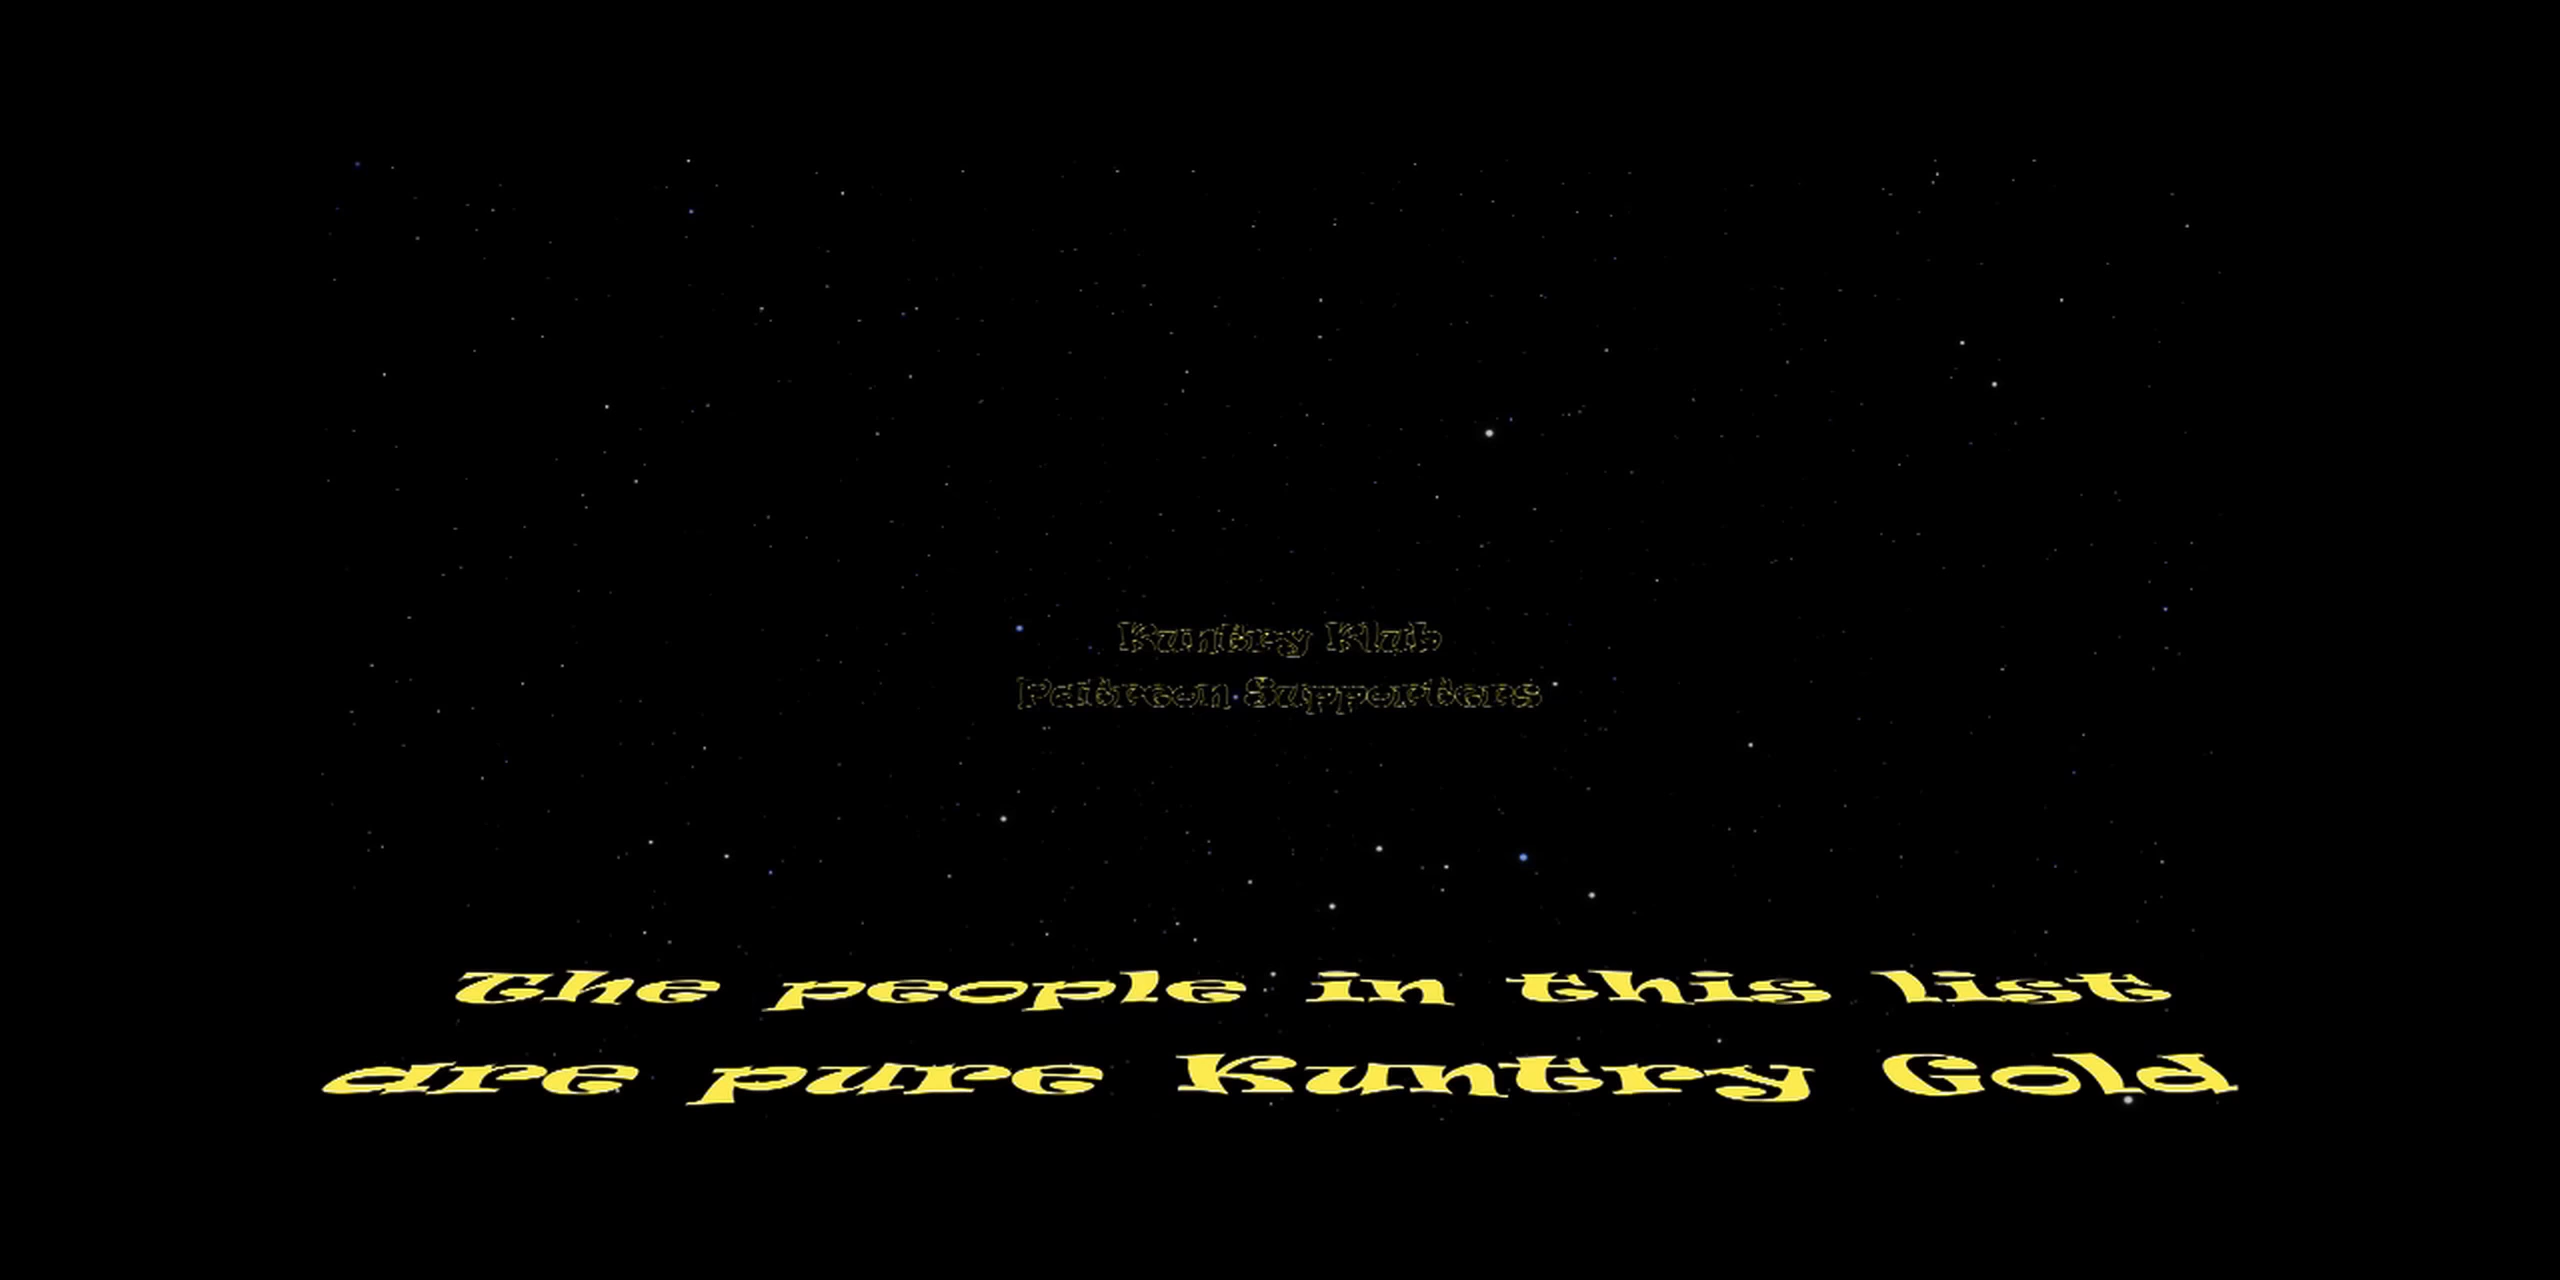 Kuntry Klub
Patreon Supporters
The people in this list
are pure Kuntry Gold